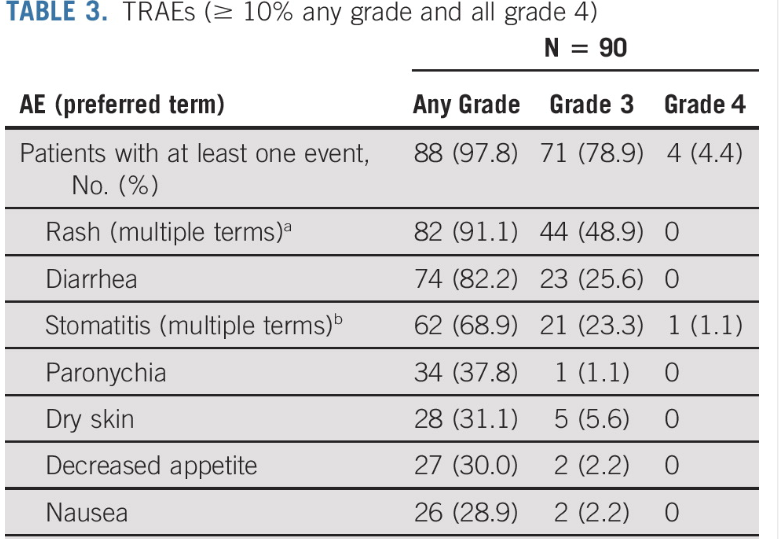 TABLE 3. TRAEs (≥ 10% any grade and all grade 4)
N = 90
AE (preferred term) Any Grade Grade 3 Grade 4
Patients with at least one event, 88 (97.8) 71 (78.9) 4 (4.4)
No. (%)
Rash (multiple terms)a 82 (91.1) 44 (48.9) 0
Diarrhea 74 (82.2) 23 (25.6) 0
Stomatitis (multiple terms)b 62 (68.9) 21 (23.3) 1 (1.1)
Paronychia 34 (37.8) 1 (1.1) 0
Dry skin 28 (31.1) 5 (5.6) 0
Decreased appetite 27 (30.0) 2 (2.2) 0
Nausea 26 (28.9) 2 (2.2) 0